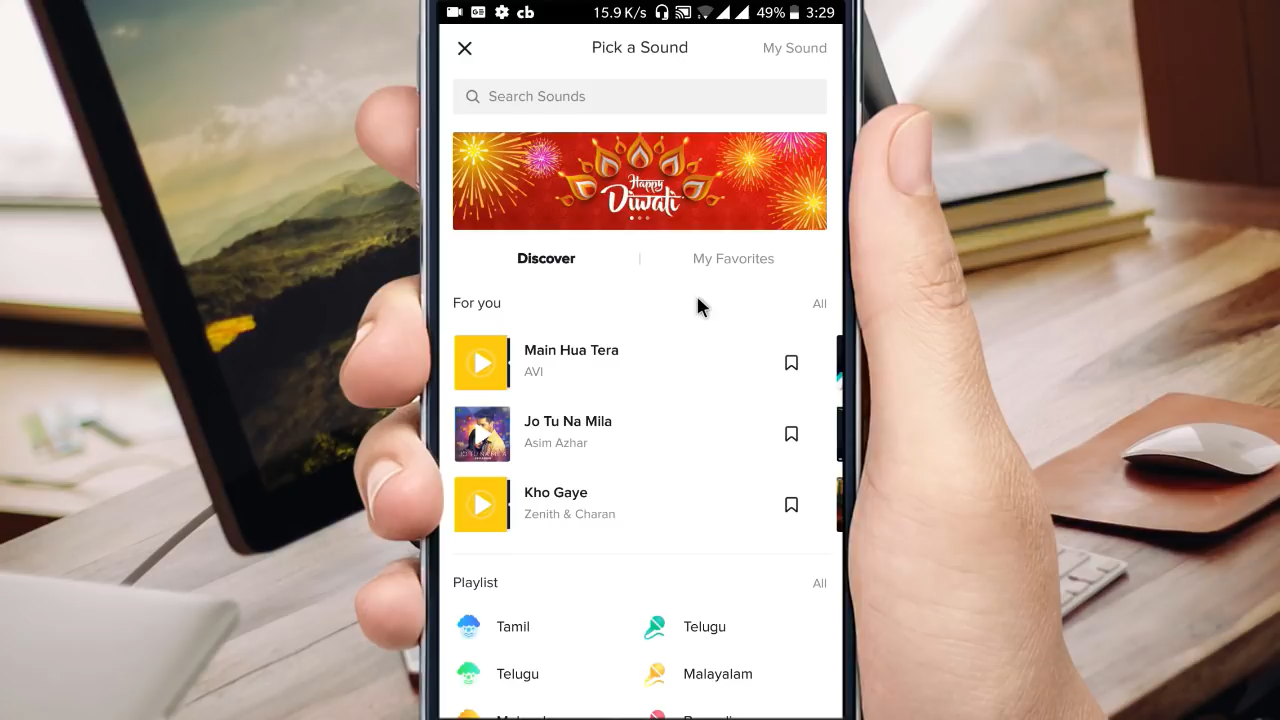 cb 15.9 K/s 49% 3:29
Pick a Sound My Sound
Search Sounds
Happy
Diwali
Discover | My Favorites
For you All
Main Hua Tera
AVI
Jo Tu Na Mila
Asim Azhar
Kho Gaye
Zenith & Charan
Playlist All
Tamil Telugu
Telugu Malayalam